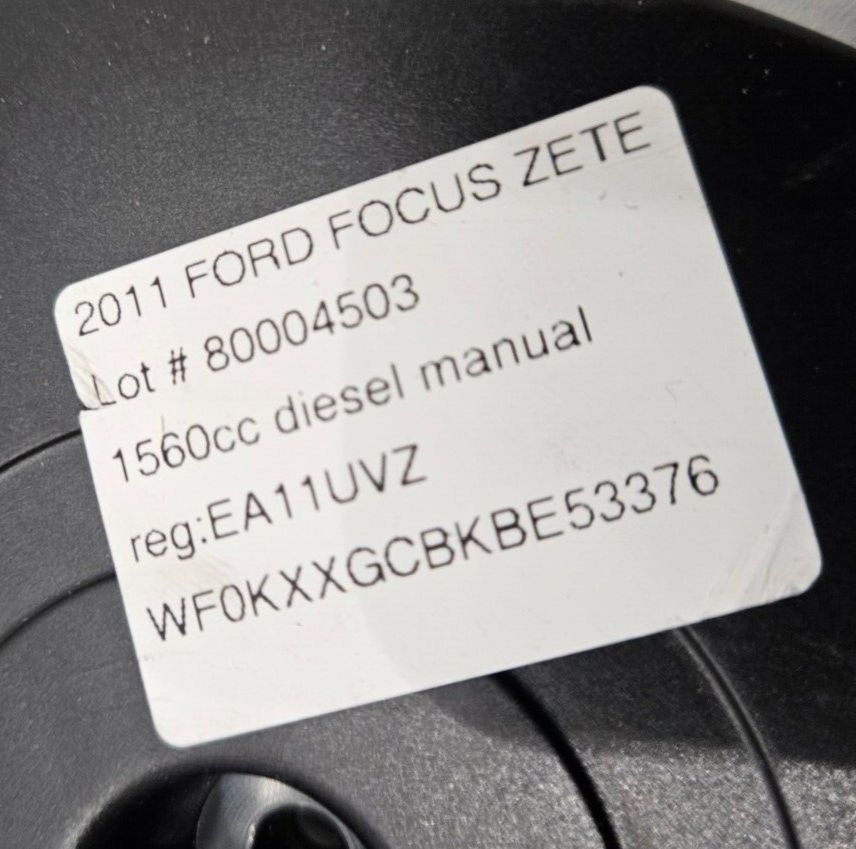 2011 FORD FOCUS ZETE
Lot # 80004503
1560cc diesel manual
reg:EA11UVZ
WF0KXXGCBKBE53376